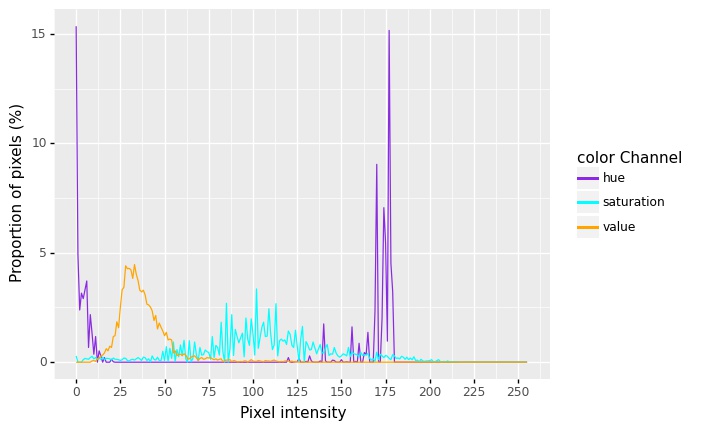 15
10
5
0
Proportion of pixels (%)
0 25 50 75 100 125 150 175 200 225 250
Pixel intensity
color Channel
hue
saturation
value